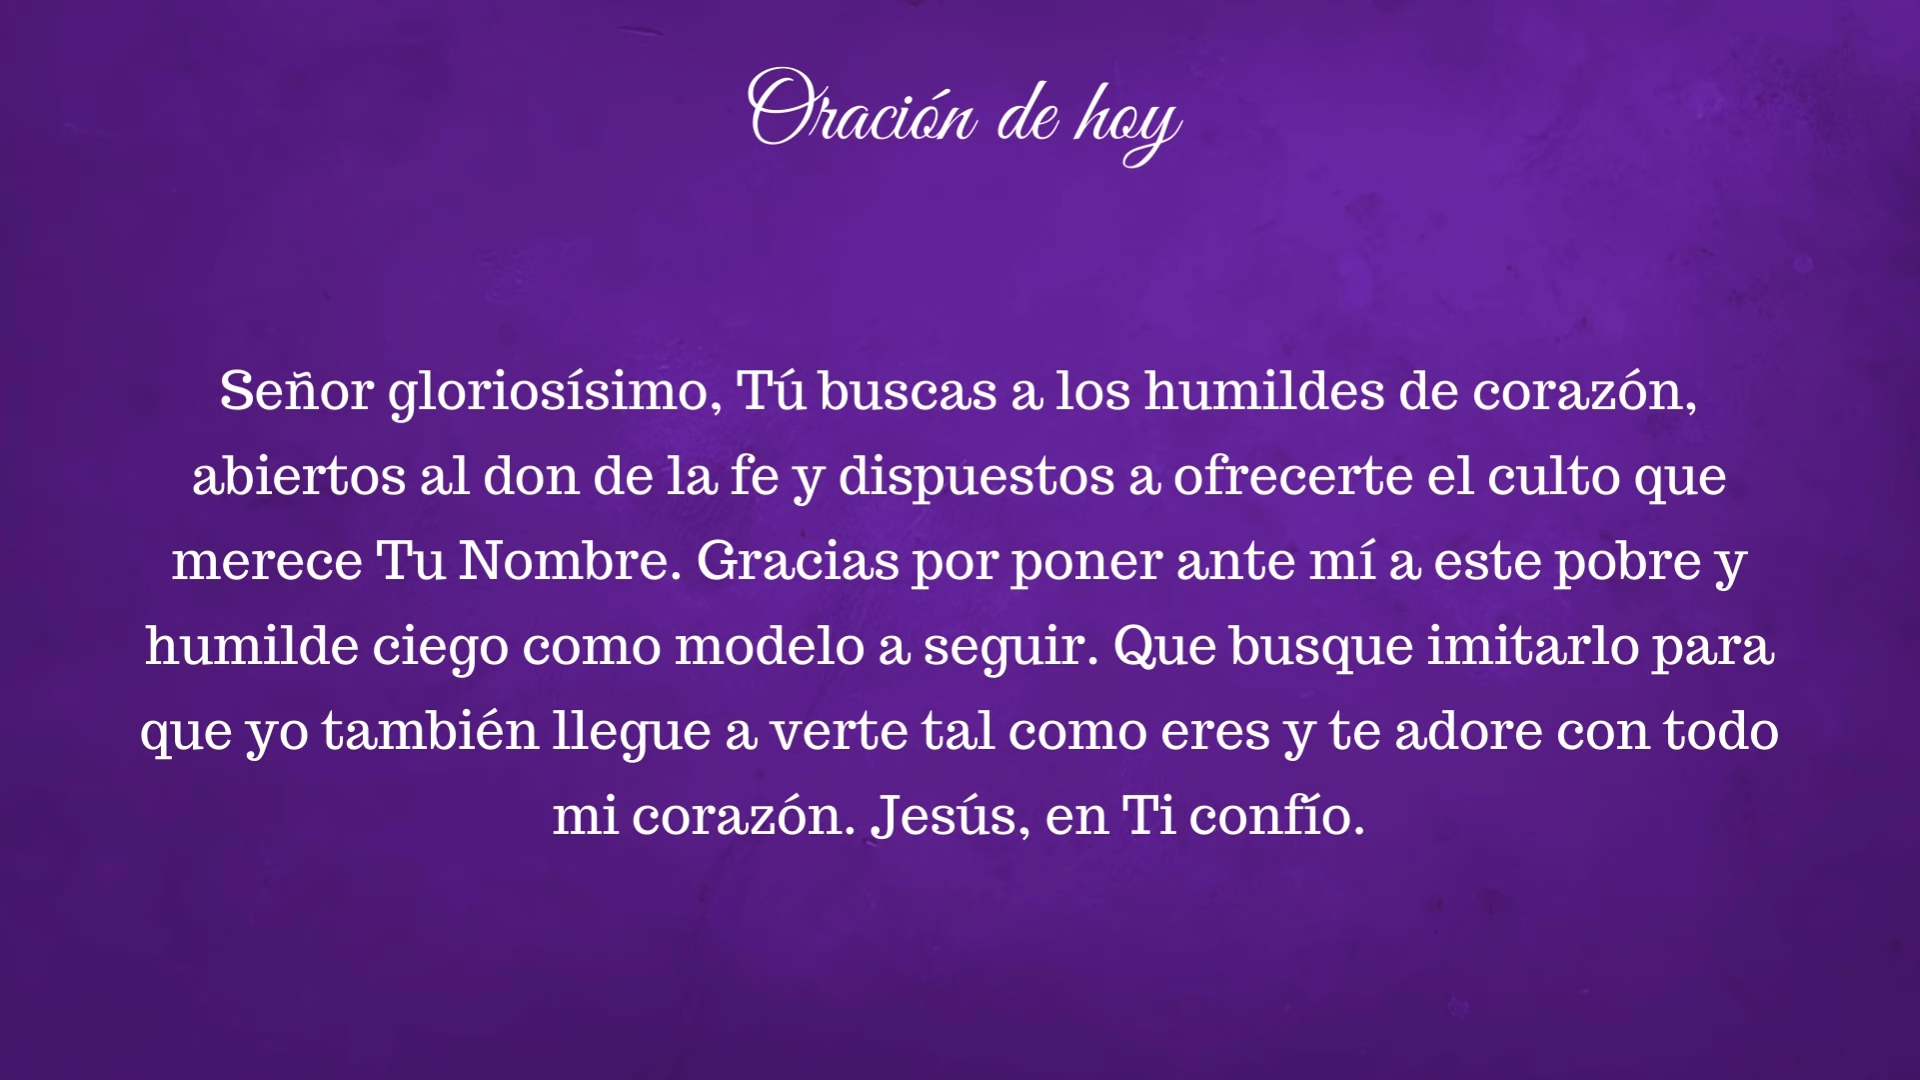 Oración de hoy
Señor gloriosísimo, Tú buscas a los humildes de corazón,
abiertos al don de la fe y dispuestos a ofrecerte el culto que
merece Tu Nombre. Gracias por poner ante mí a este pobre y
humilde ciego como modelo a seguir. Que busque imitarlo para
que yo también llegue a verte tal como eres y te adore con todo
mi corazón. Jesús, en Ti confío.